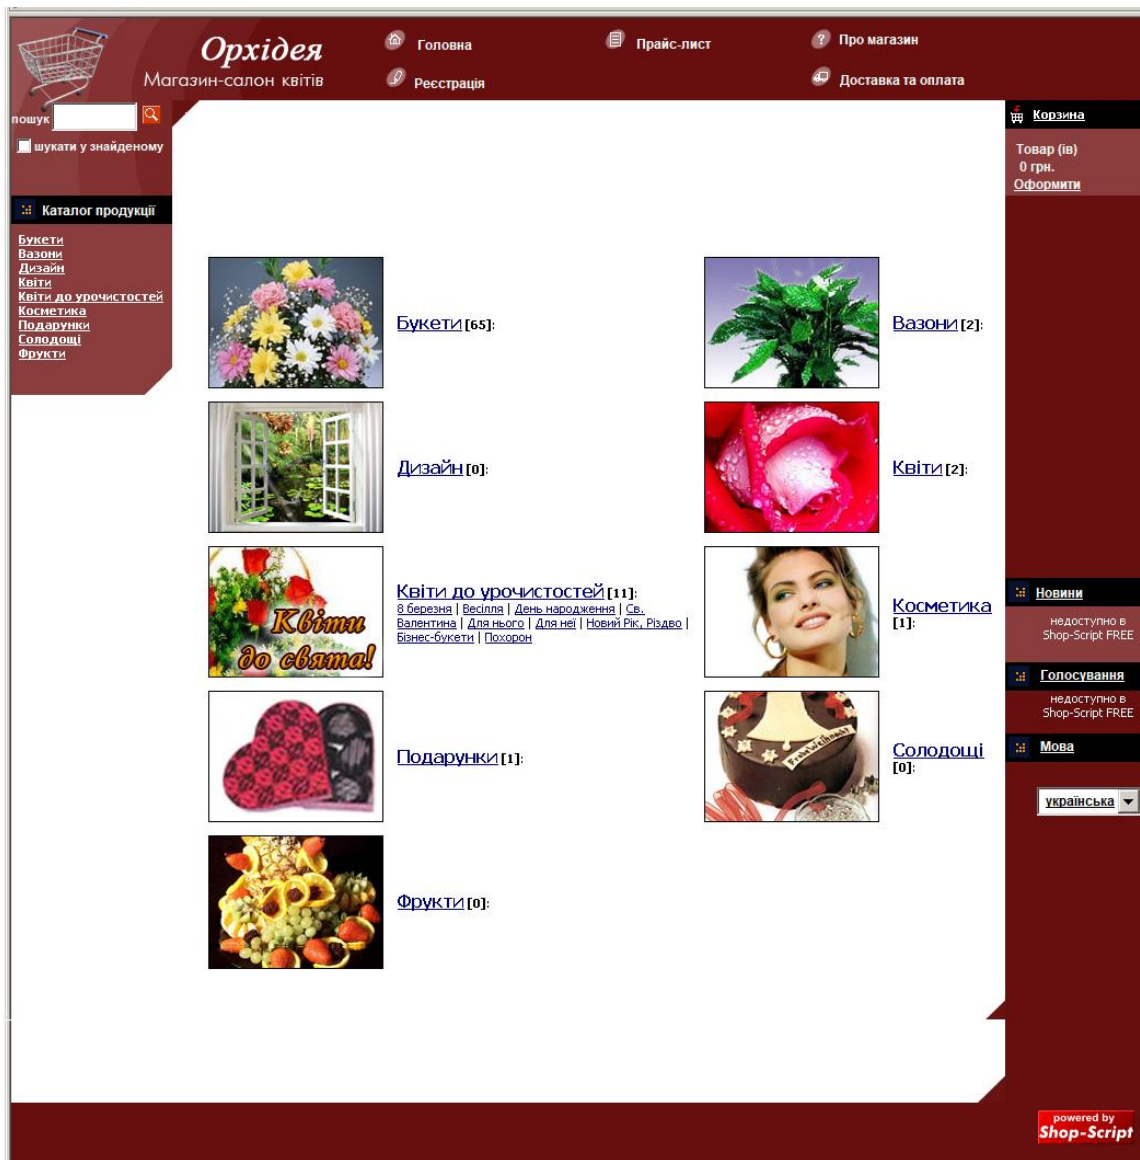 Орхідея
Магазин-салон квітів
Головна
Прайс-лист
Про магазин
Реєстрація
Доставка та оплата
пошук
шукати у знайденому
Каталог продукції
Букети
Вазони
Дизайн
Квіти
Квіти до урочистостей
Косметика
Подарунки
Солодощі
Фрукти
Букети [65]:
Вазони [2]:
Дизайн [0]:
Квіти [2]:
Квіти
до свята!
Квіти до урочистостей [11]:
8 березня | Весілля | День народження | Св.
Валентина | Для нього | Для неї | Новий Рік, Різдво |
Бізнес-букети | Похорон
Косметика
[1]:
Подарунки [1]:
Frohe Weihnacht
Солодощі
[0]:
Фрукти [0]:
Корзина
Товар (ів)
0 грн.
Оформити
Новини
недоступно в
Shop-Script FREE
Голосування
недоступно в
Shop-Script FREE
Мова
українська
powered by
Shop-Script